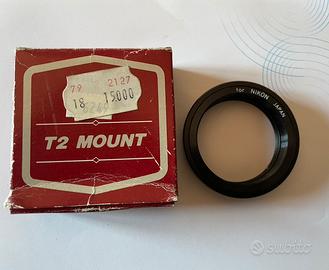 79 2127
18 15000
T2 MOUNT
for NIKON JAPAN
subito